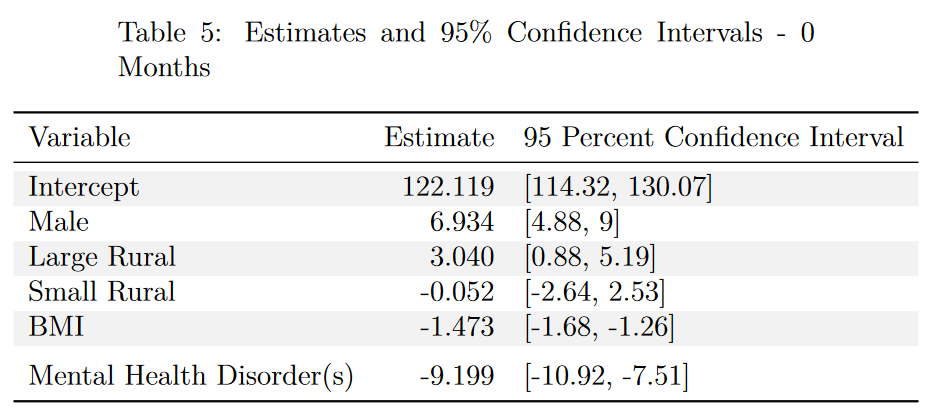 Table 5: Estimates and 95% Confidence Intervals - 0
Months
Variable Estimate 95 Percent Confidence Interval
Intercept 122.119 [114.32, 130.07]
Male 6.934 [4.88, 9]
Large Rural 3.040 [0.88, 5.19]
Small Rural -0.052 [-2.64, 2.53]
BMI -1.473 [-1.68, -1.26]
Mental Health Disorder(s) -9.199 [-10.92, -7.51]